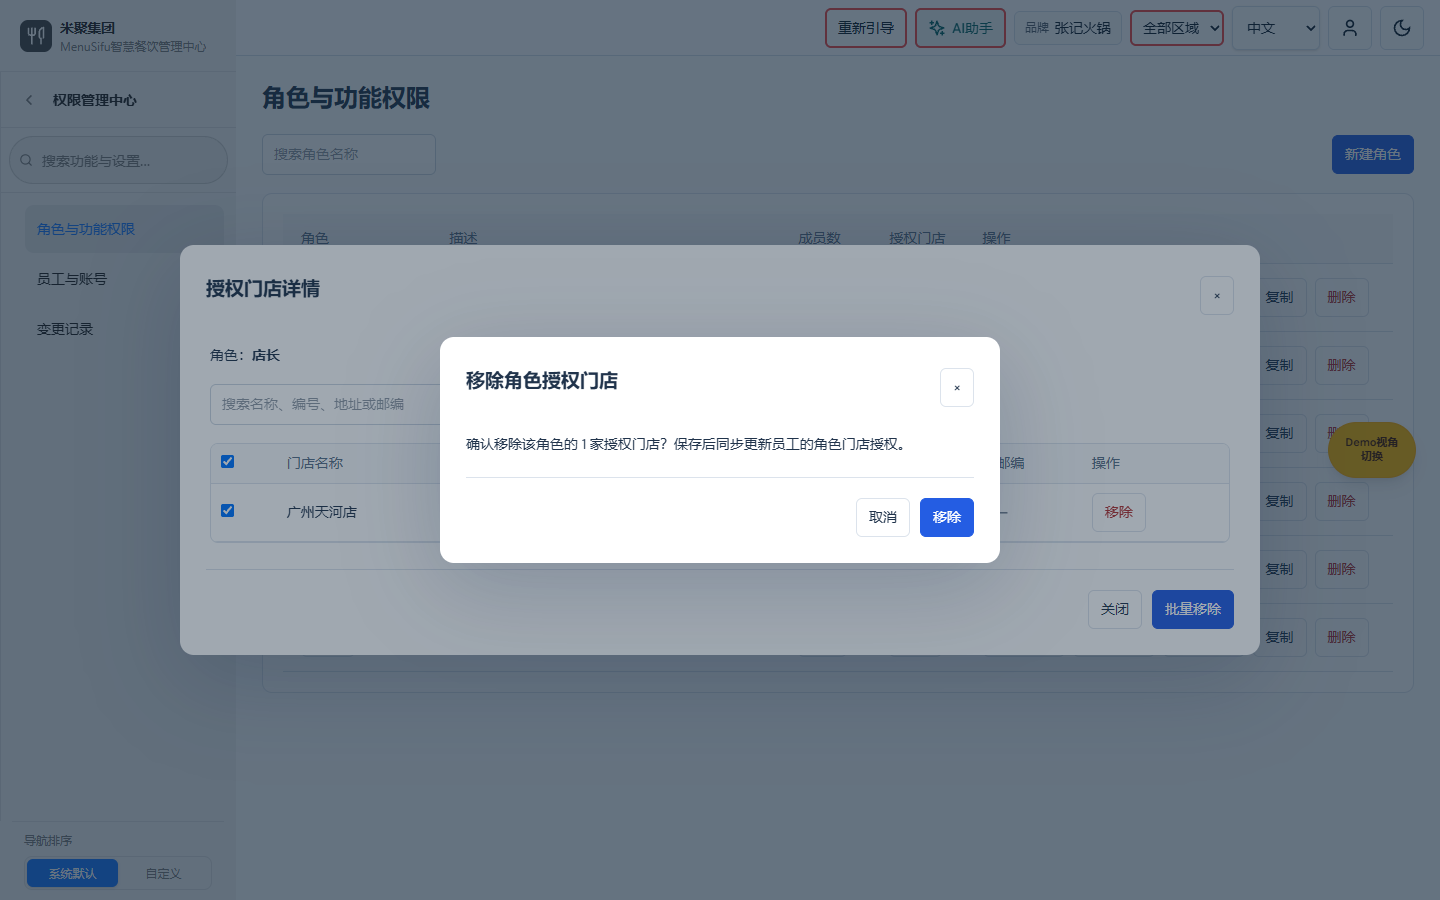 米聚集团
MenuSifu智慧餐饮管理中心
重新引导
AI助手
品牌 张记火锅
全部区域
中文
权限管理中心
搜索功能与设置...
角色与功能权限
员工与账号
变更记录
角色与功能权限
搜索角色名称
新建角色
角色 描述 成员数 授权门店 操作
复制 删除
复制 删除
复制
复制 删除
复制 删除
复制 删除
Demo视角
切换
授权门店详情
×
角色：店长
搜索名称、编号、地址或邮编
门店名称 邮编 操作
广州天河店 — 移除
关闭 批量移除
移除角色授权门店
×
确认移除该角色的 1 家授权门店？保存后同步更新员工的角色门店授权。
取消 移除
导航排序
系统默认 自定义